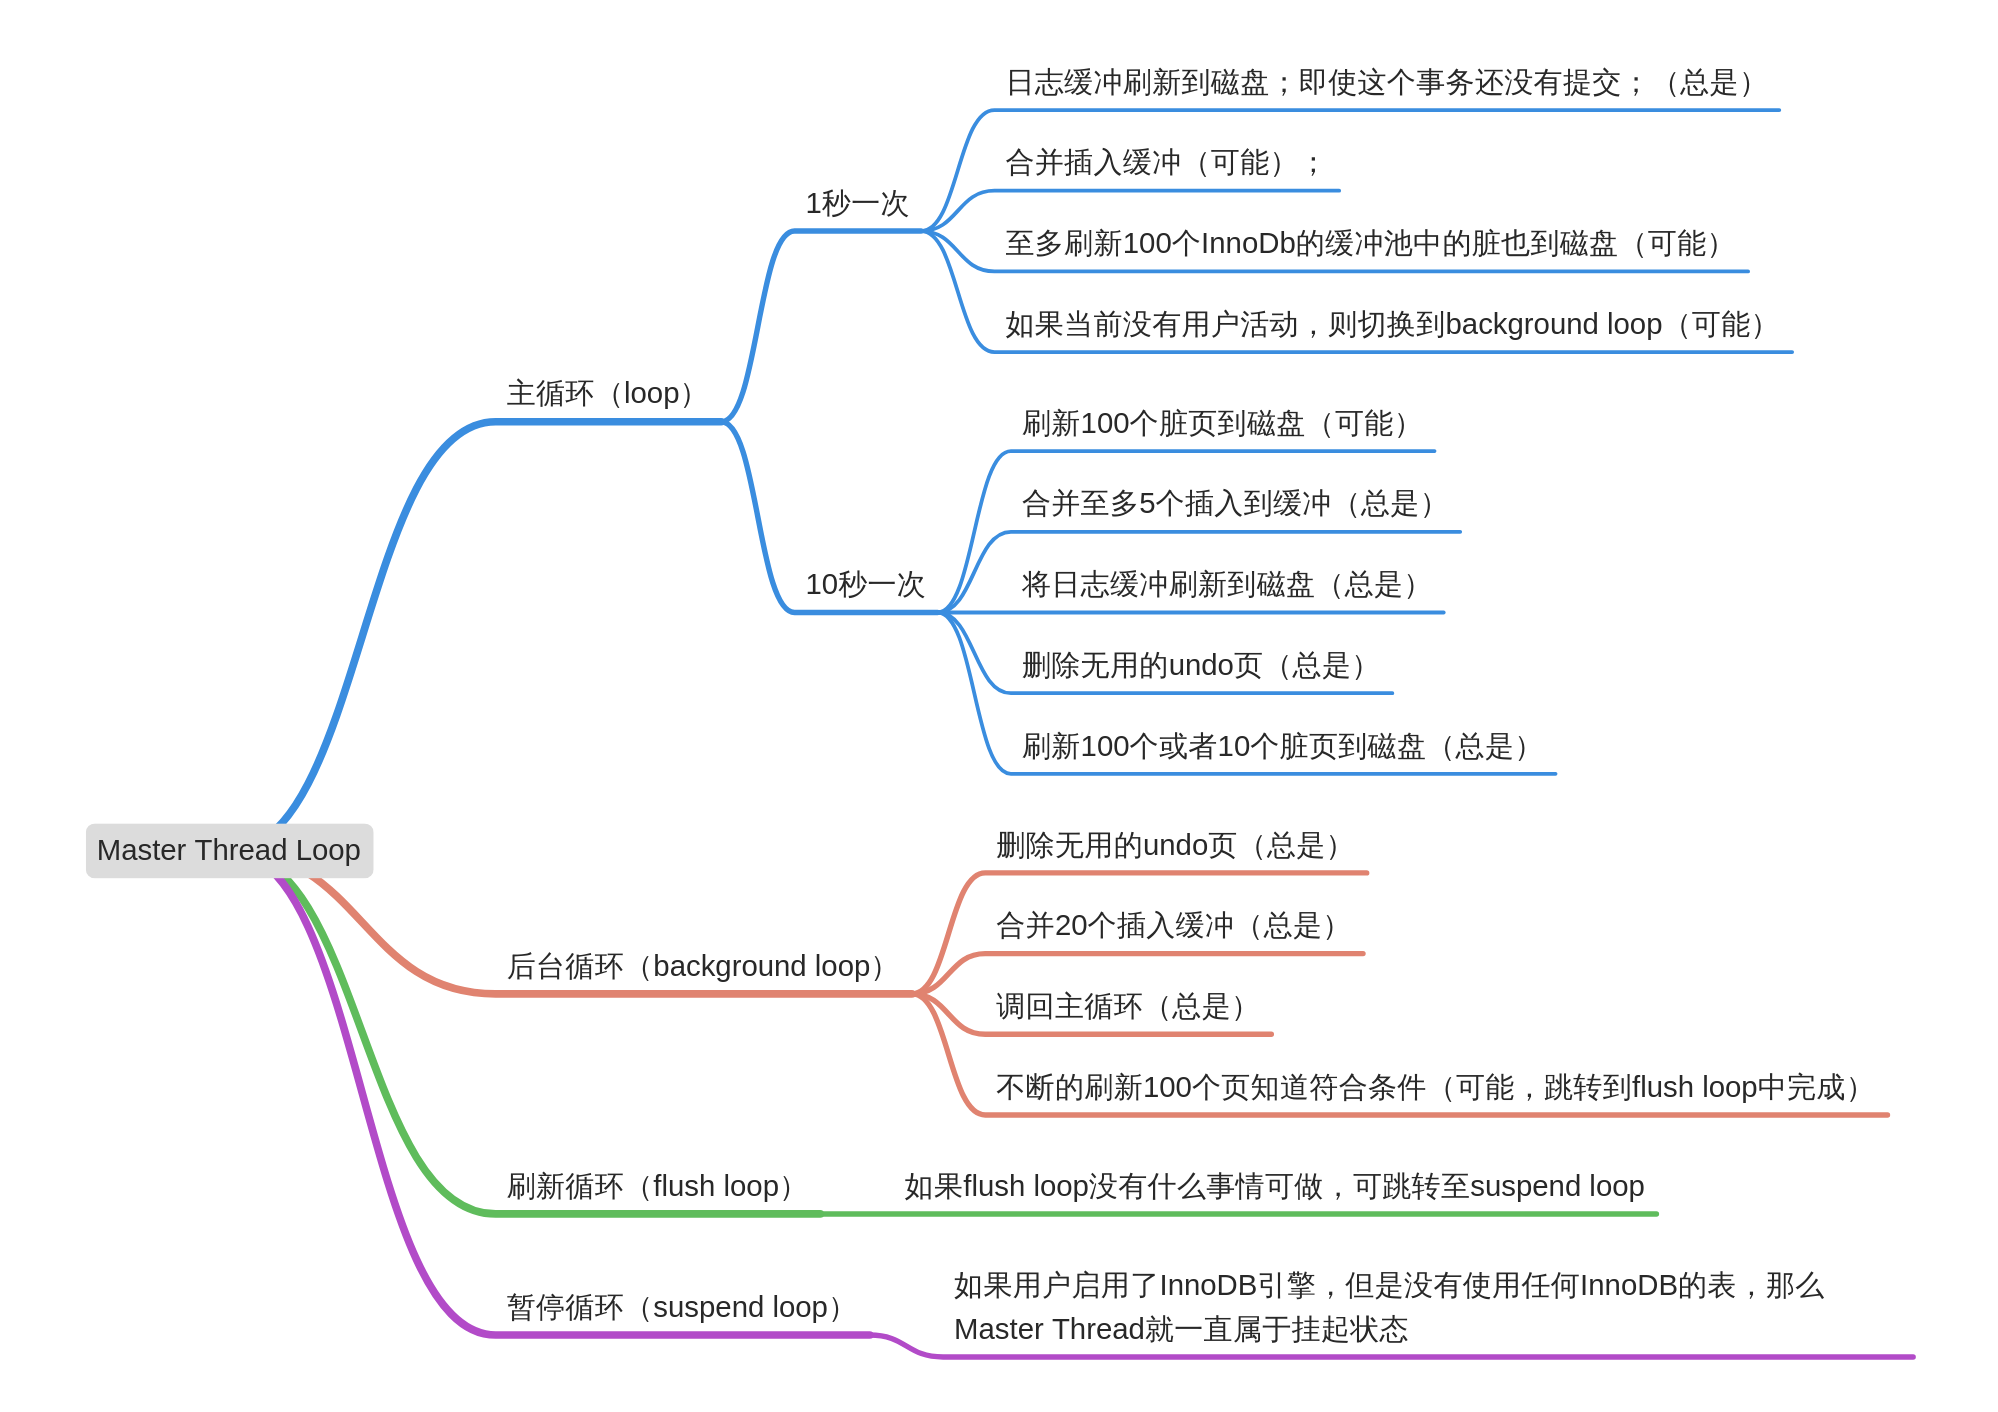 Master Thread Loop
主循环（loop）
1秒一次
日志缓冲刷新到磁盘；即使这个事务还没有提交；（总是）
合并插入缓冲（可能）；
至多刷新100个InnoDb的缓冲池中的脏也到磁盘（可能）
如果当前没有用户活动，则切换到background loop（可能）
10秒一次
刷新100个脏页到磁盘（可能）
合并至多5个插入到缓冲（总是）
将日志缓冲刷新到磁盘（总是）
删除无用的undo页（总是）
刷新100个或者10个脏页到磁盘（总是）
后台循环（background loop）
删除无用的undo页（总是）
合并20个插入缓冲（总是）
调回主循环（总是）
不断的刷新100个页知道符合条件（可能，跳转到flush loop中完成）
刷新循环（flush loop）
如果flush loop没有什么事情可做，可跳转至suspend loop
暂停循环（suspend loop）
如果用户启用了InnoDB引擎，但是没有使用任何InnoDB的表，那么
Master Thread就一直属于挂起状态